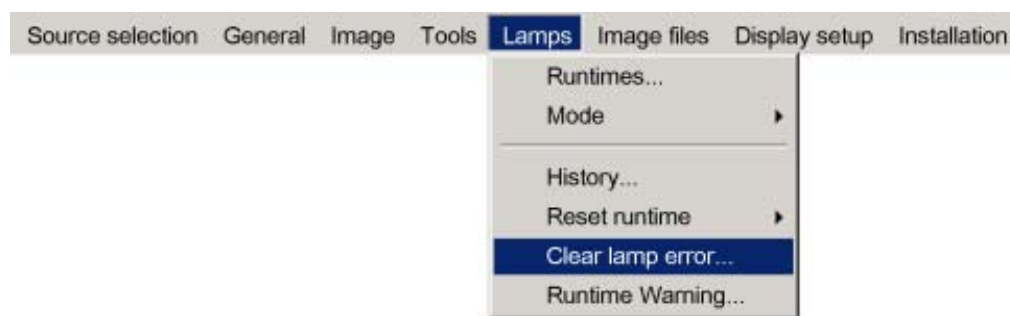 Source selection General Image Tools Lamps Image files Display setup Installation
Runtimes...
Mode
History...
Reset runtime
Clear lamp error...
Runtime Warning...